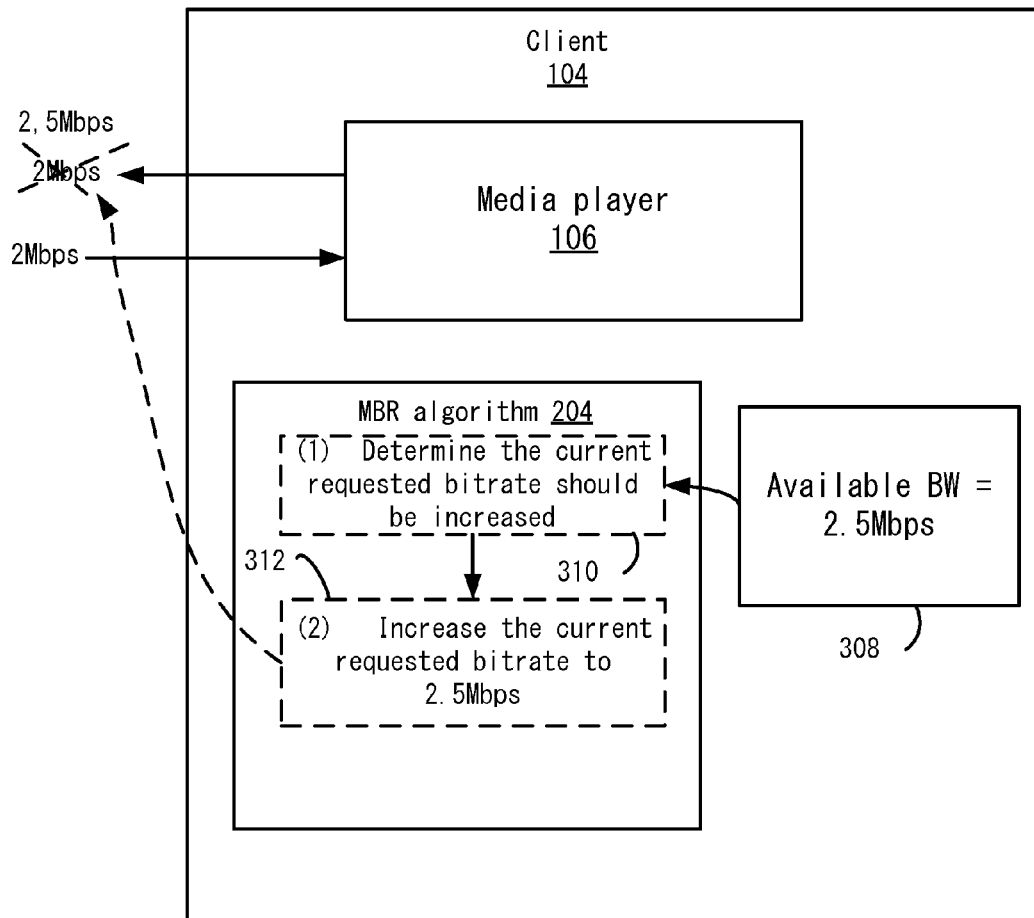 Client
104
2,5Mbps
2Mbps
2Mbps
Media player
106
MBR algorithm 204
(1) Determine the current
requested bitrate should
be increased
Available BW =
2.5Mbps
312
310
(2) Increase the current
requested bitrate to
2.5Mbps
308